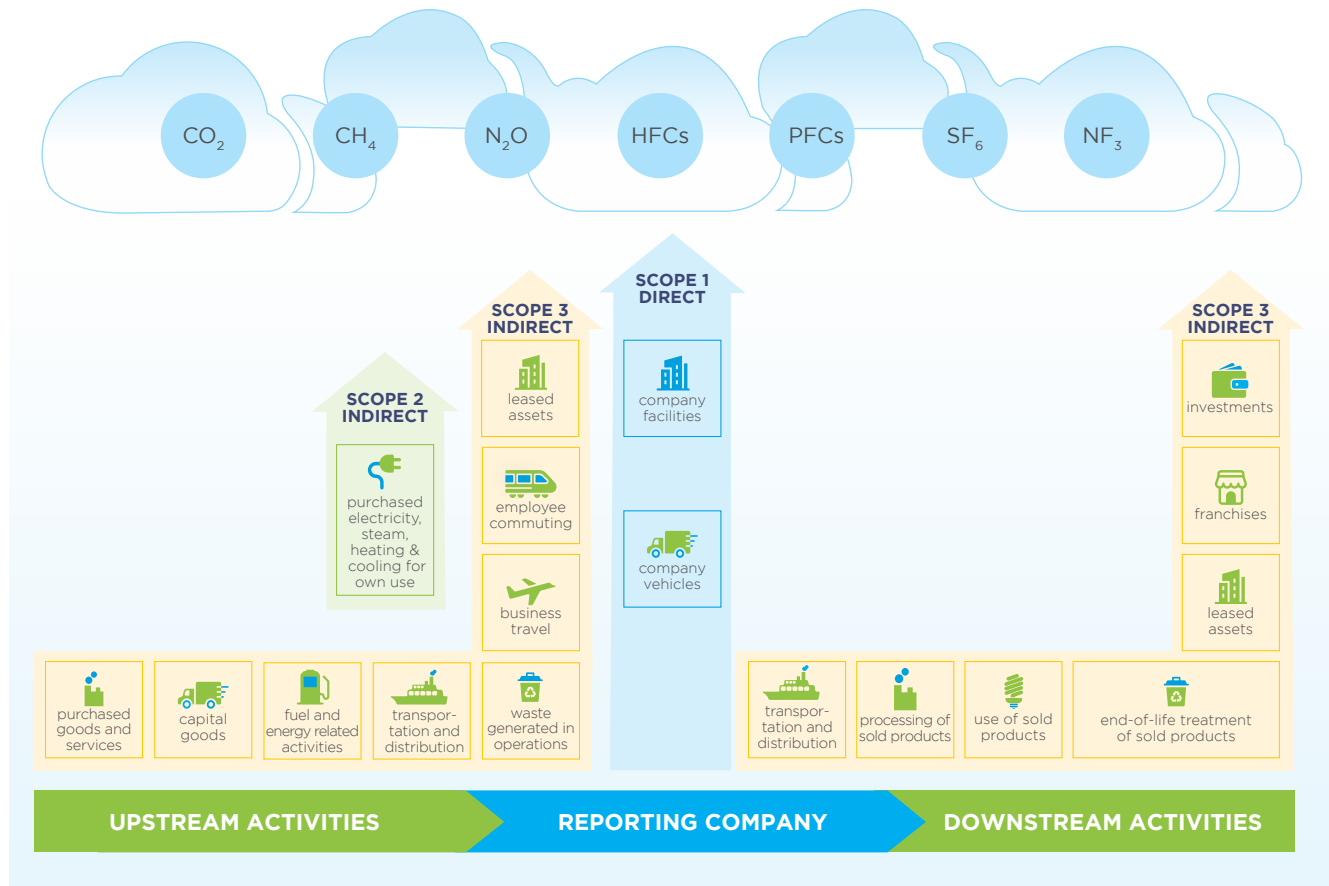 CO2
CH4
N2O
HFCs
PFCs
SF6
NF3
SCOPE 1
DIRECT
company
facilities
company
vehicles
SCOPE 2
INDIRECT
purchased
electricity,
steam,
heating &
cooling for
own use
SCOPE 3
INDIRECT
leased
assets
employee
commuting
business
travel
purchased
goods and
services
capital
goods
fuel and
energy related
activities
transpor-
tation and
distribution
waste
generated in
operations
SCOPE 3
INDIRECT
investments
franchises
leased
assets
transpor-
tation and
distribution
processing of
sold products
use of sold
products
end-of-life treatment
of sold products
UPSTREAM ACTIVITIES
REPORTING COMPANY
DOWNSTREAM ACTIVITIES